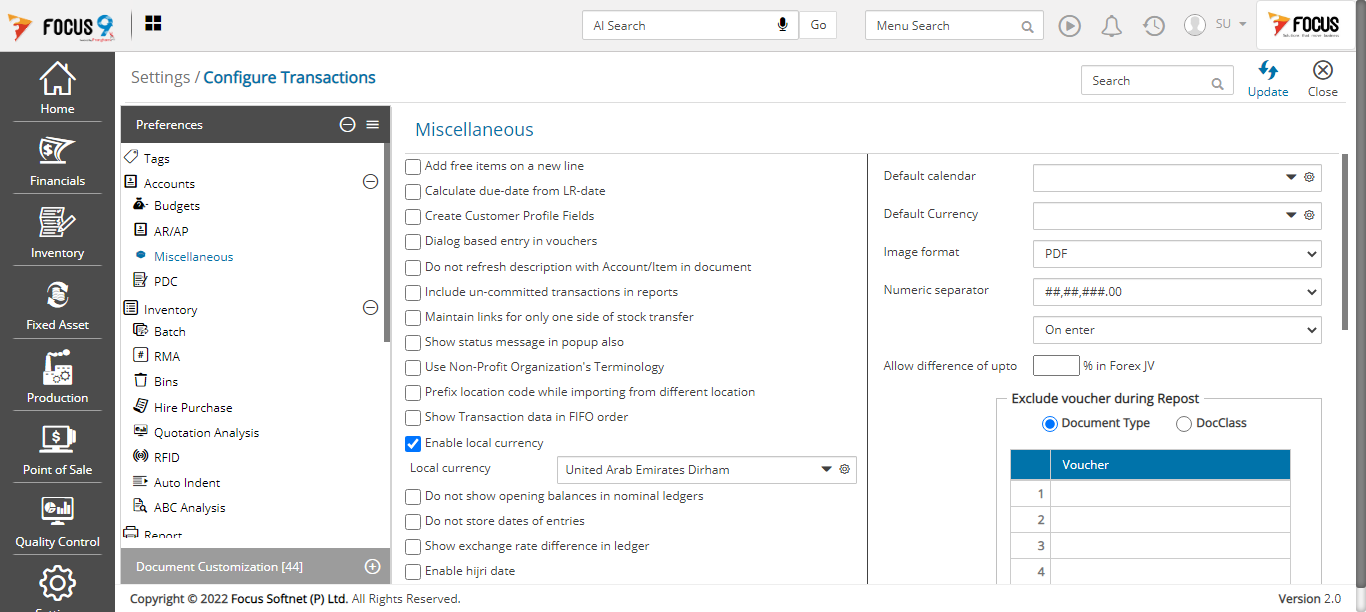 FOCUS 9
AI Search
Go
Menu Search
SU
FOCUS
Home
Financials
Inventory
Fixed Asset
Production
Point of Sale
Quality Control
Settings / Configure Transactions
Search
Update
Close
Preferences
Tags
Accounts
Budgets
AR/AP
Miscellaneous
PDC
Inventory
Batch
RMA
Bins
Hire Purchase
Quotation Analysis
RFID
Auto Indent
ABC Analysis
Report
Document Customization [44]
Miscellaneous
Add free items on a new line
Calculate due-date from LR-date
Create Customer Profile Fields
Dialog based entry in vouchers
Do not refresh description with Account/Item in document
Include un-committed transactions in reports
Maintain links for only one side of stock transfer
Show status message in popup also
Use Non-Profit Organization's Terminology
Prefix location code while importing from different location
Show Transaction data in FIFO order
Enable local currency
Local currency United Arab Emirates Dirham
Do not show opening balances in nominal ledgers
Do not store dates of entries
Show exchange rate difference in ledger
Enable hijri date
Default calendar
Default Currency
Image format PDF
Numeric separator ##,##,###.00
On enter
Allow difference of upto % in Forex JV
Exclude voucher during Repost
Document Type DocClass
Voucher
1
2
3
4
Copyright © 2022 Focus Softnet (P) Ltd. All Rights Reserved.
Version 2.0